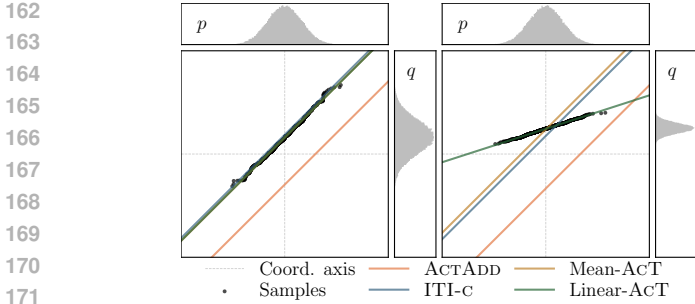 162
163
164
165
166
167
168
169
170
171
p
q
p
q
Coord. axis
Samples
ACTADD
ITI-C
MEAN-ACT
LINEAR-ACT